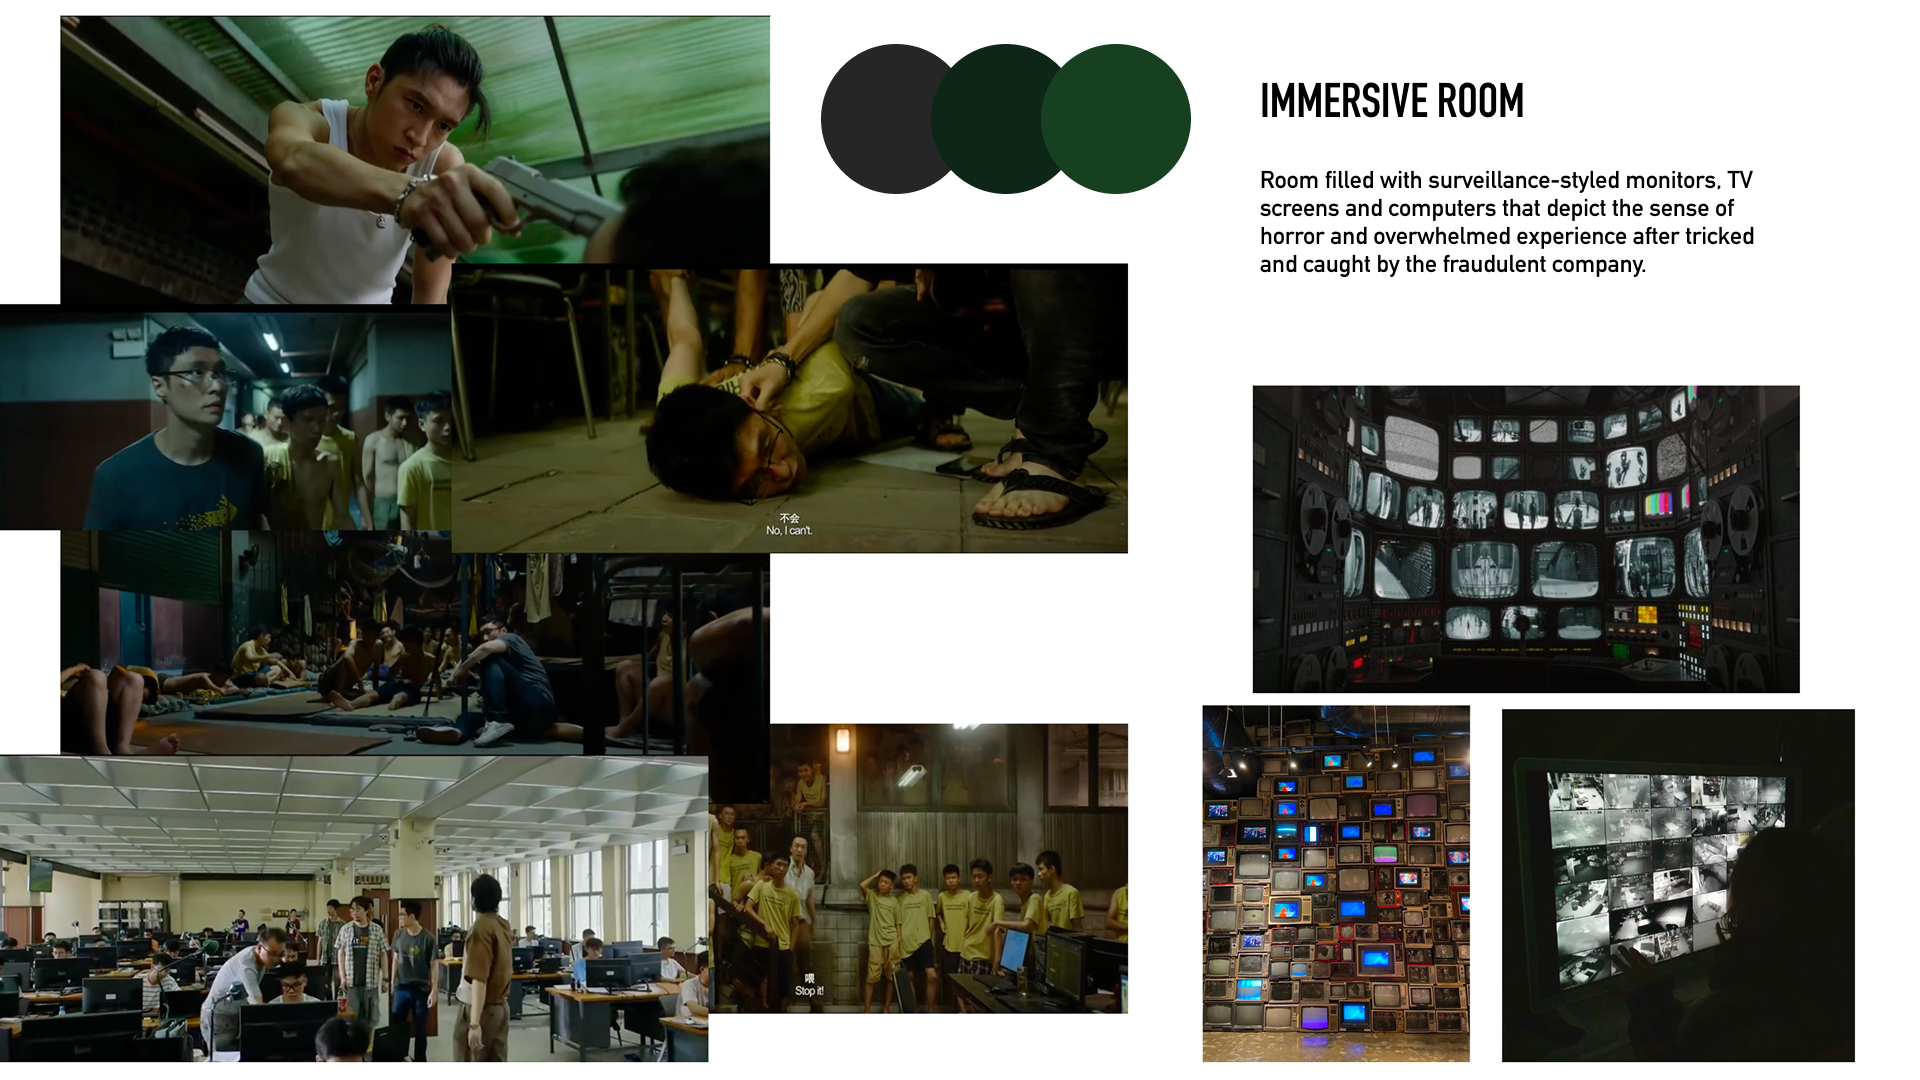 IMMERSIVE ROOM
Room filled with surveillance-styled monitors, TV
screens and computers that depict the sense of
horror and overwhelmed experience after tricked
and caught by the fraudulent company.
不会
No, I can't.
喂
Stop it!